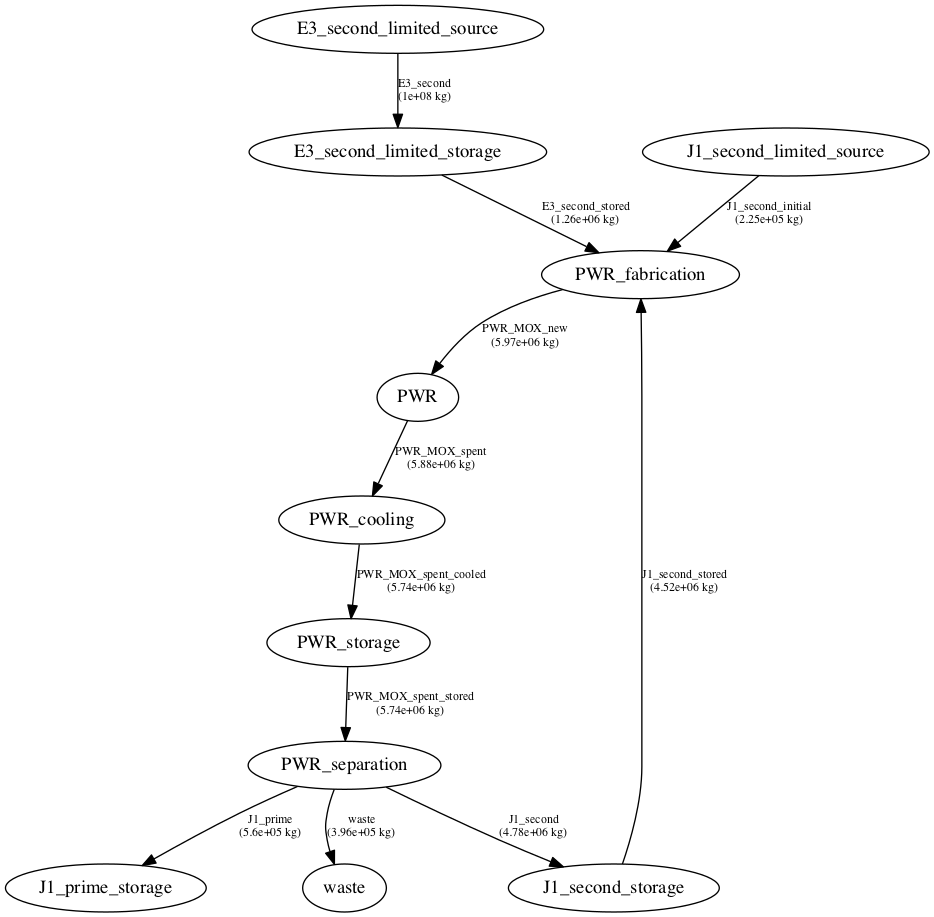 E3_second_limited_source
E3_second
(1e+08 kg)
E3_second_limited_storage
J1_second_limited_source
E3_second_stored
(1.26e+06 kg)
J1_second_initial
(2.25e+05 kg)
PWR_fabrication
PWR_MOX_new
(5.97e+06 kg)
PWR
PWR_MOX_spent
(5.88e+06 kg)
PWR_cooling
PWR_MOX_spent_cooled
(5.74e+06 kg)
J1_second_stored
(4.52e+06 kg)
PWR_storage
PWR_MOX_spent_stored
(5.74e+06 kg)
PWR_separation
J1_prime
(5.6e+05 kg)
waste
(3.96e+05 kg)
J1_second
(4.78e+06 kg)
J1_prime_storage
waste
J1_second_storage